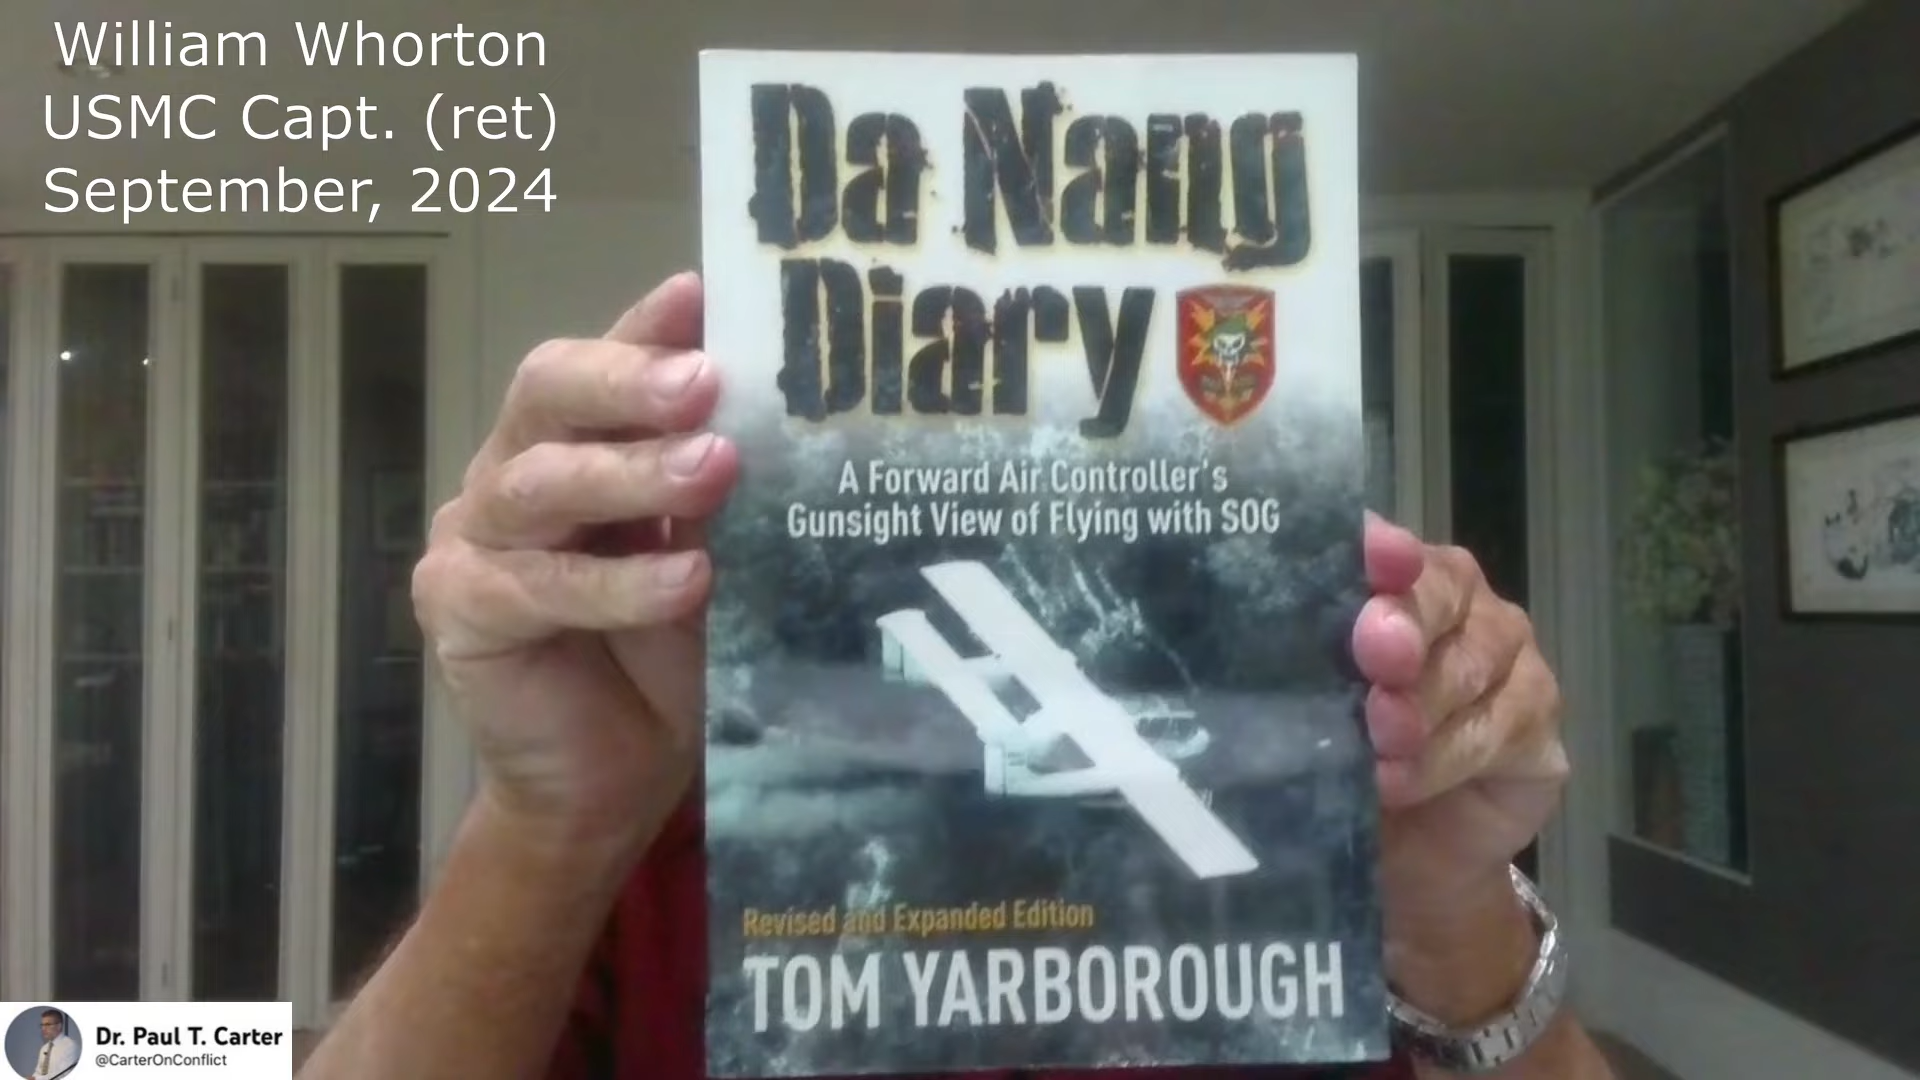 William Whorton
USMC Capt. (ret)
September, 2024
Da Nang
Diary
A Forward Air Controller's
Gunsight View of Flying with SOG
Revised and Expanded Edition
TOM YARBOROUGH
Dr. Paul T. Carter
@CarterOnConflict